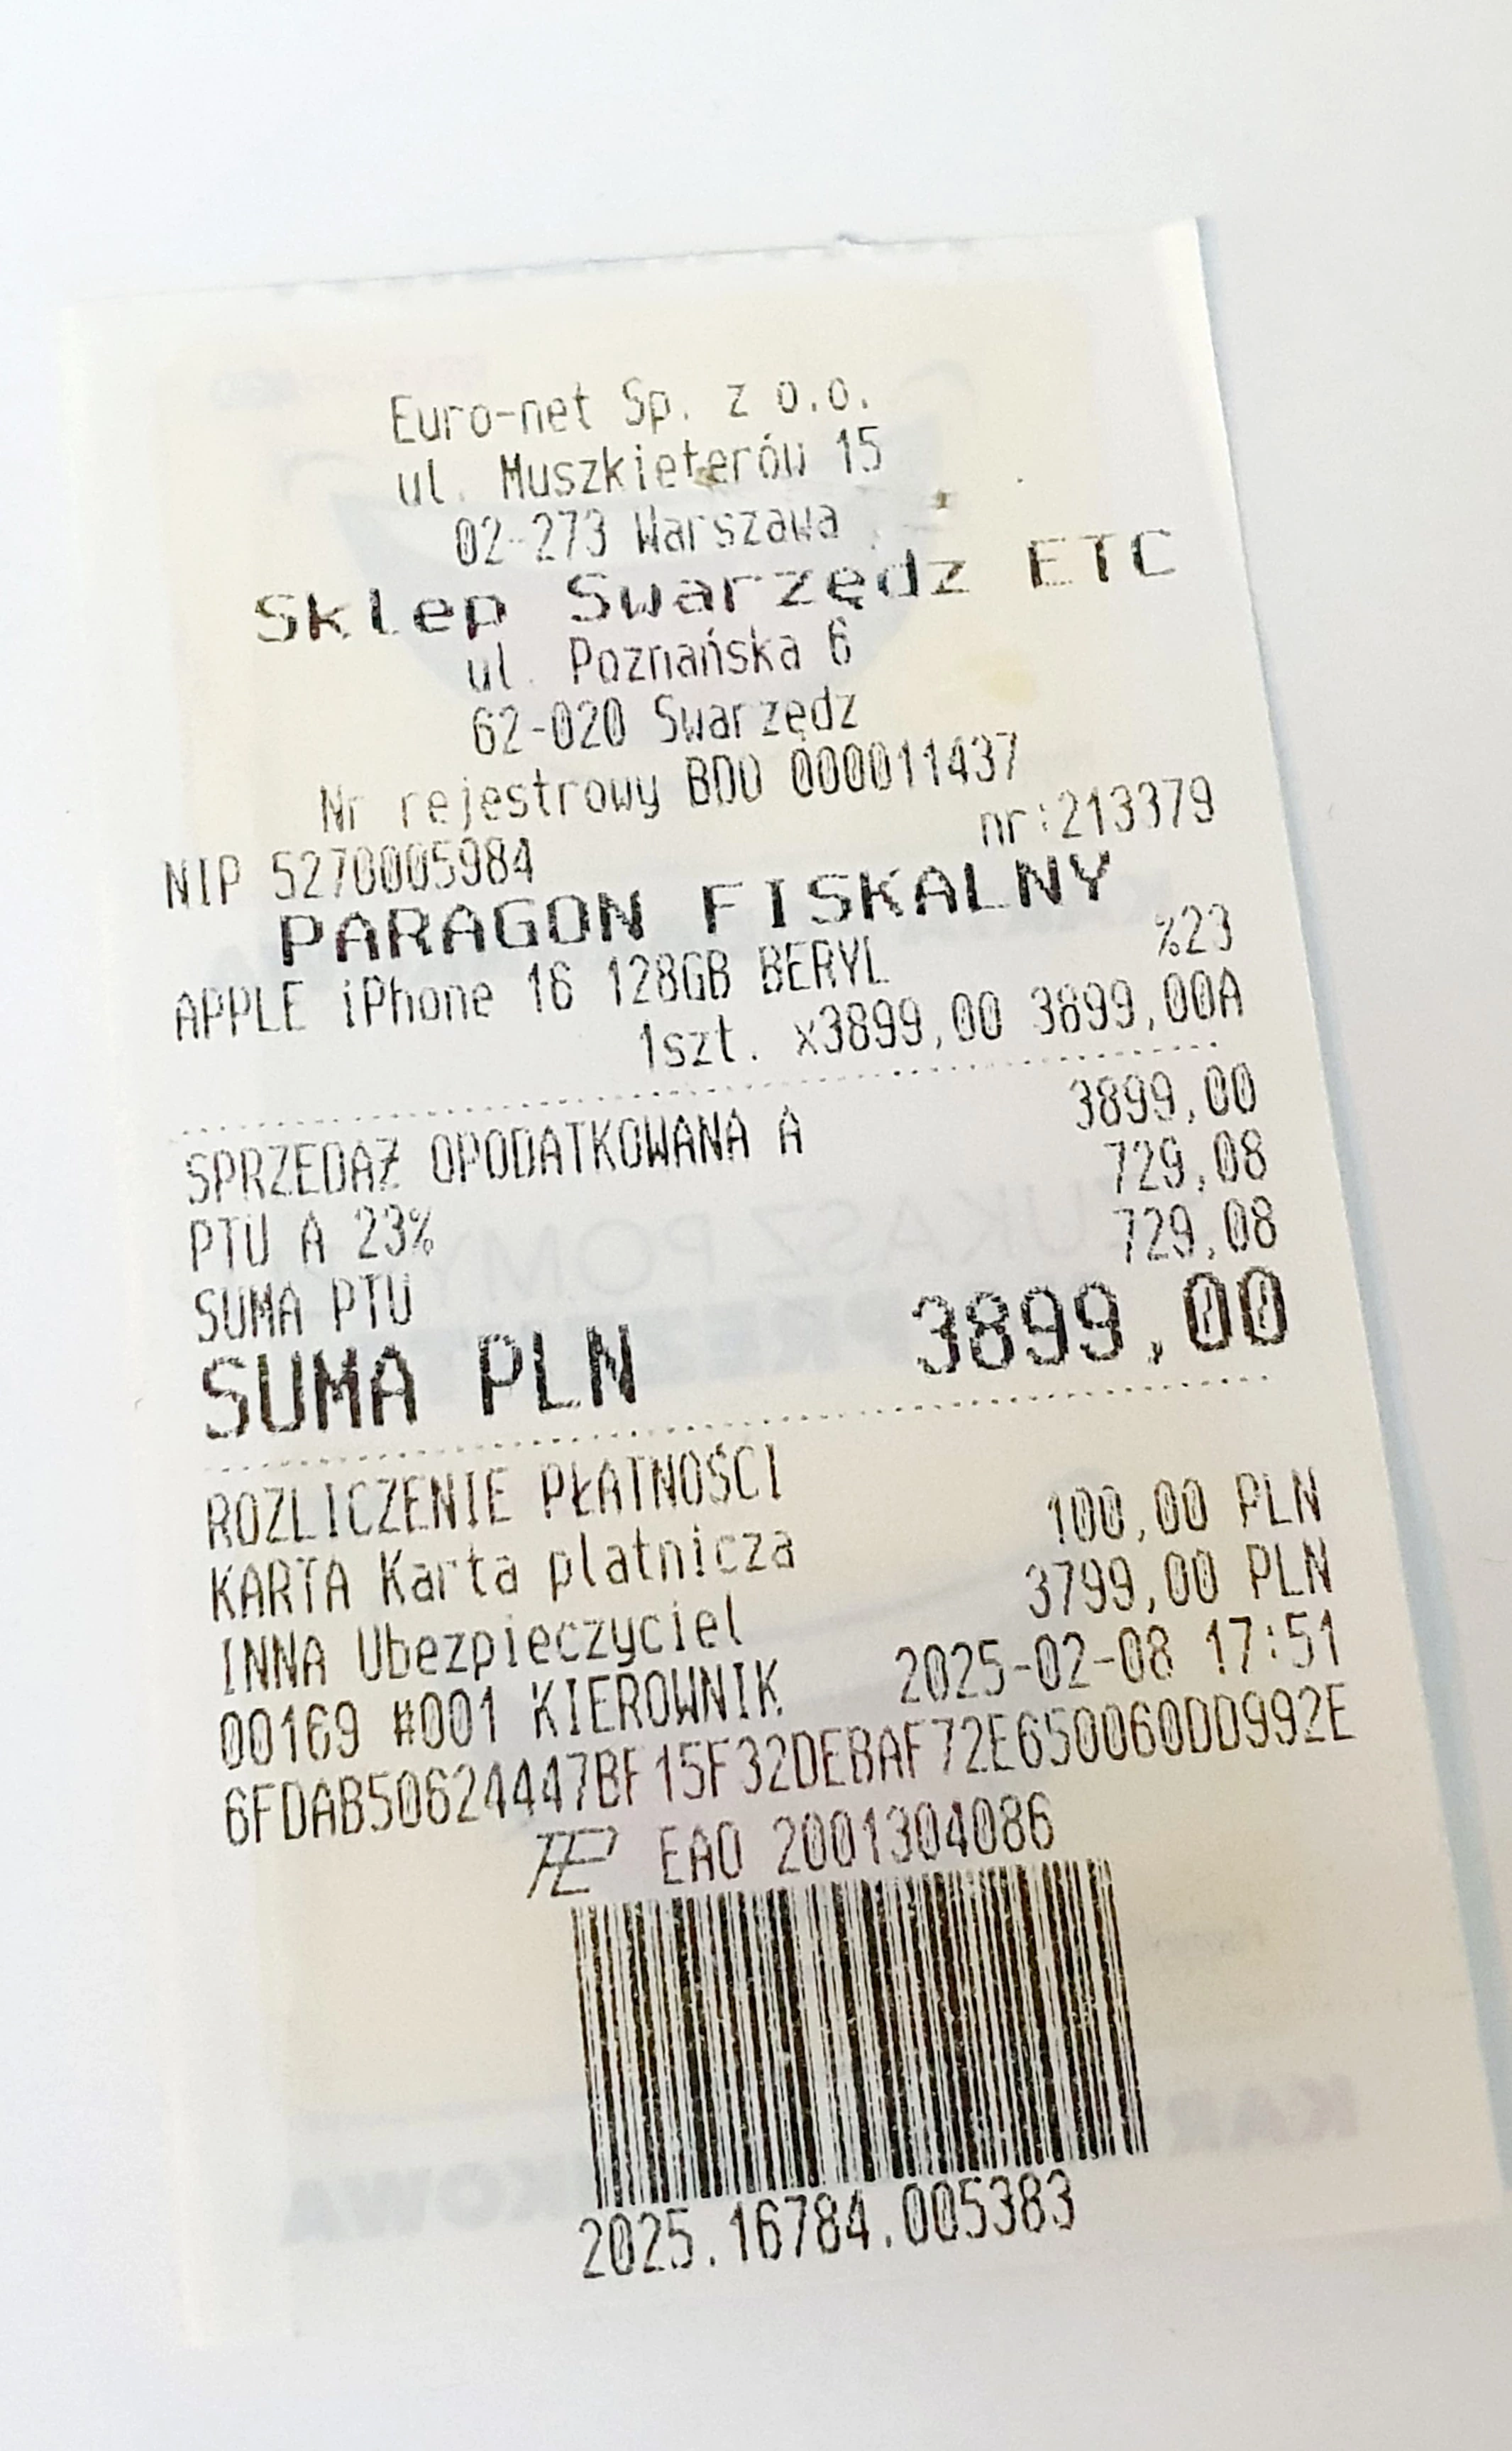 Euro-net Sp. z o.o.
ul. Muszkieterów 15
02-273 Warszawa
Sklep Swarzędz ETC
ul. Poznańska 6
62-020 Swarzędz
Nr rejestrowy BDO 000011437
NIP 5270005984 nr:213379
PARAGON FISKALNY
APPLE iPhone 16 128GB BERYL %23
1szt. x3899,00 3899,00A
SPRZEDAŻ OPODATKOWANA A 3899,00
PTU A 23% 729,08
SUMA PTU 729,08
SUMA PLN 3899,00
ROZLICZENIE PŁATNOŚCI
KARTA Karta płatnicza 100,00 PLN
INNA Ubezpieczyciel 3799,00 PLN
00169 #001 KIEROWNIK 2025-02-08 17:51
6FDAB50624447BF15F32DEBAF72E650060DD992E
EAO 2001304086
2025.16784.005383